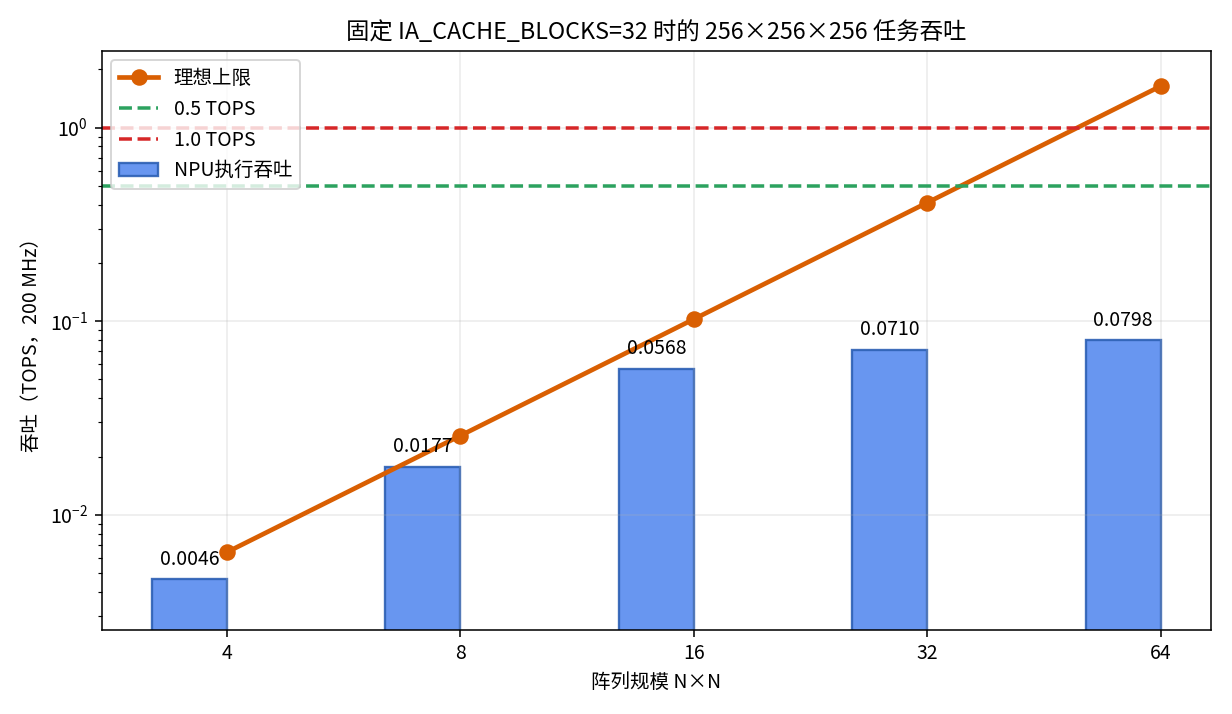 固定 IA_CACHE_BLOCKS=32 时的 256×256×256 任务吞吐
理想上限
0.5 TOPS
1.0 TOPS
NPU执行吞吐
吞吐（TOPS，200 MHz）
10⁰
10⁻¹
10⁻²
0.0046
0.0177
0.0568
0.0710
0.0798
4
8
16
32
64
阵列规模 N×N